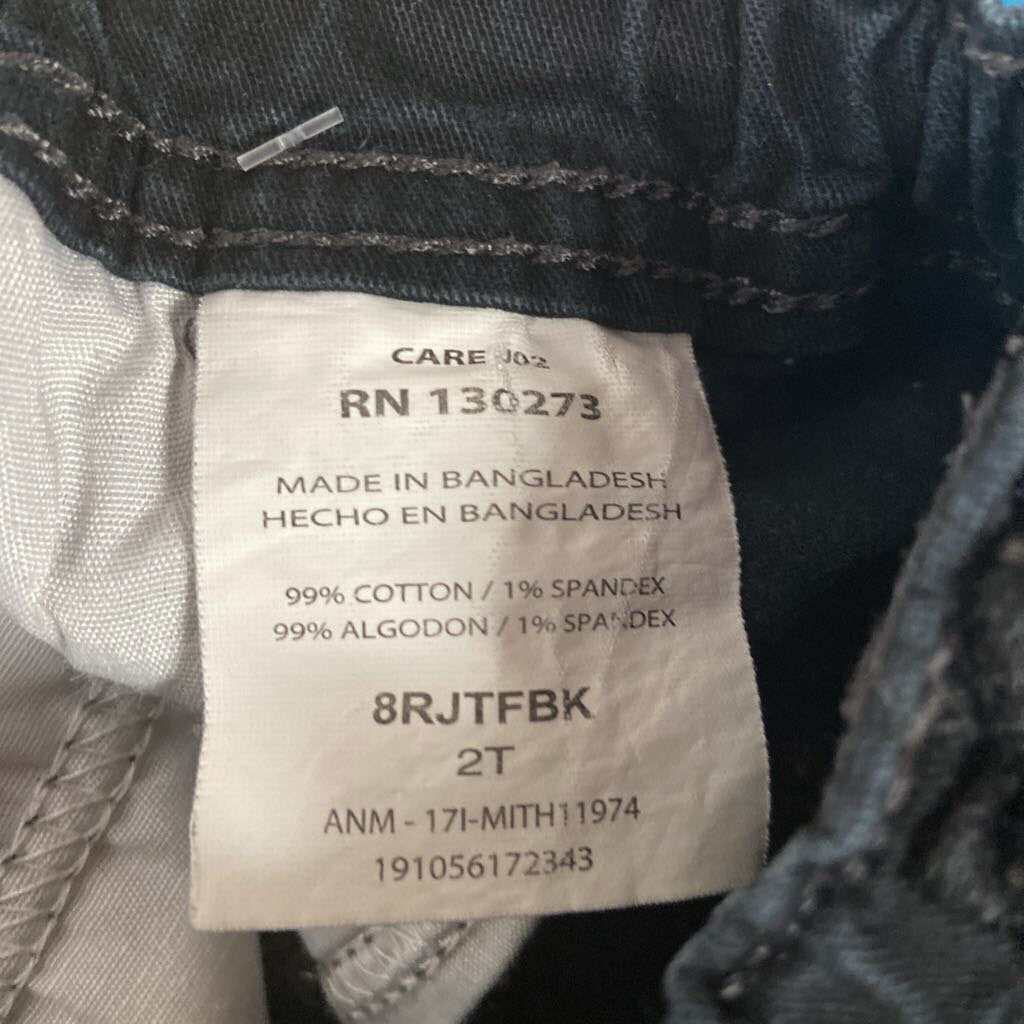 CARE J02
RN 130273
MADE IN BANGLADESH
HECHO EN BANGLADESH
99% COTTON / 1% SPANDEX
99% ALGODON / 1% SPANDEX
8RJTFBK
2T
ANM - 17I-MITH11974
191056172343